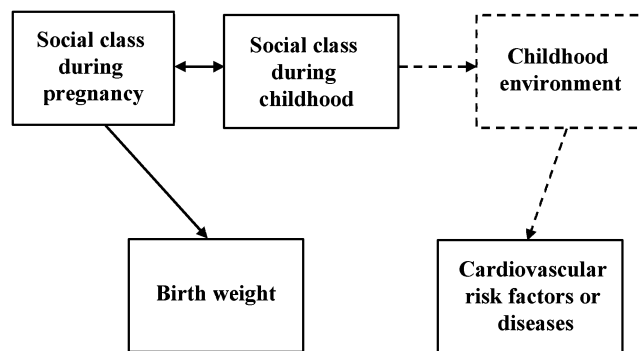 Social class
during
pregnancy
Social class
during
childhood
Childhood
environment
Birth weight
Cardiovascular
risk factors or
diseases